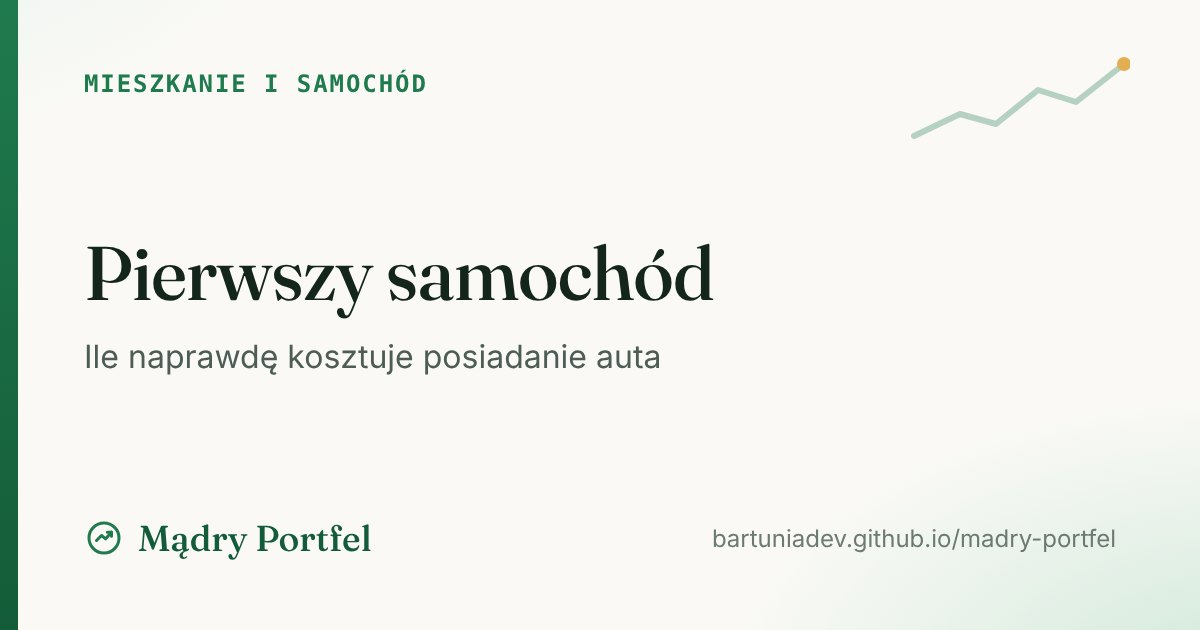 MIESZKANIE I SAMOCHÓD
Pierwszy samochód
Ile naprawdę kosztuje posiadanie auta
Mądry Portfel
bartuniadev.github.io/madry-portfel